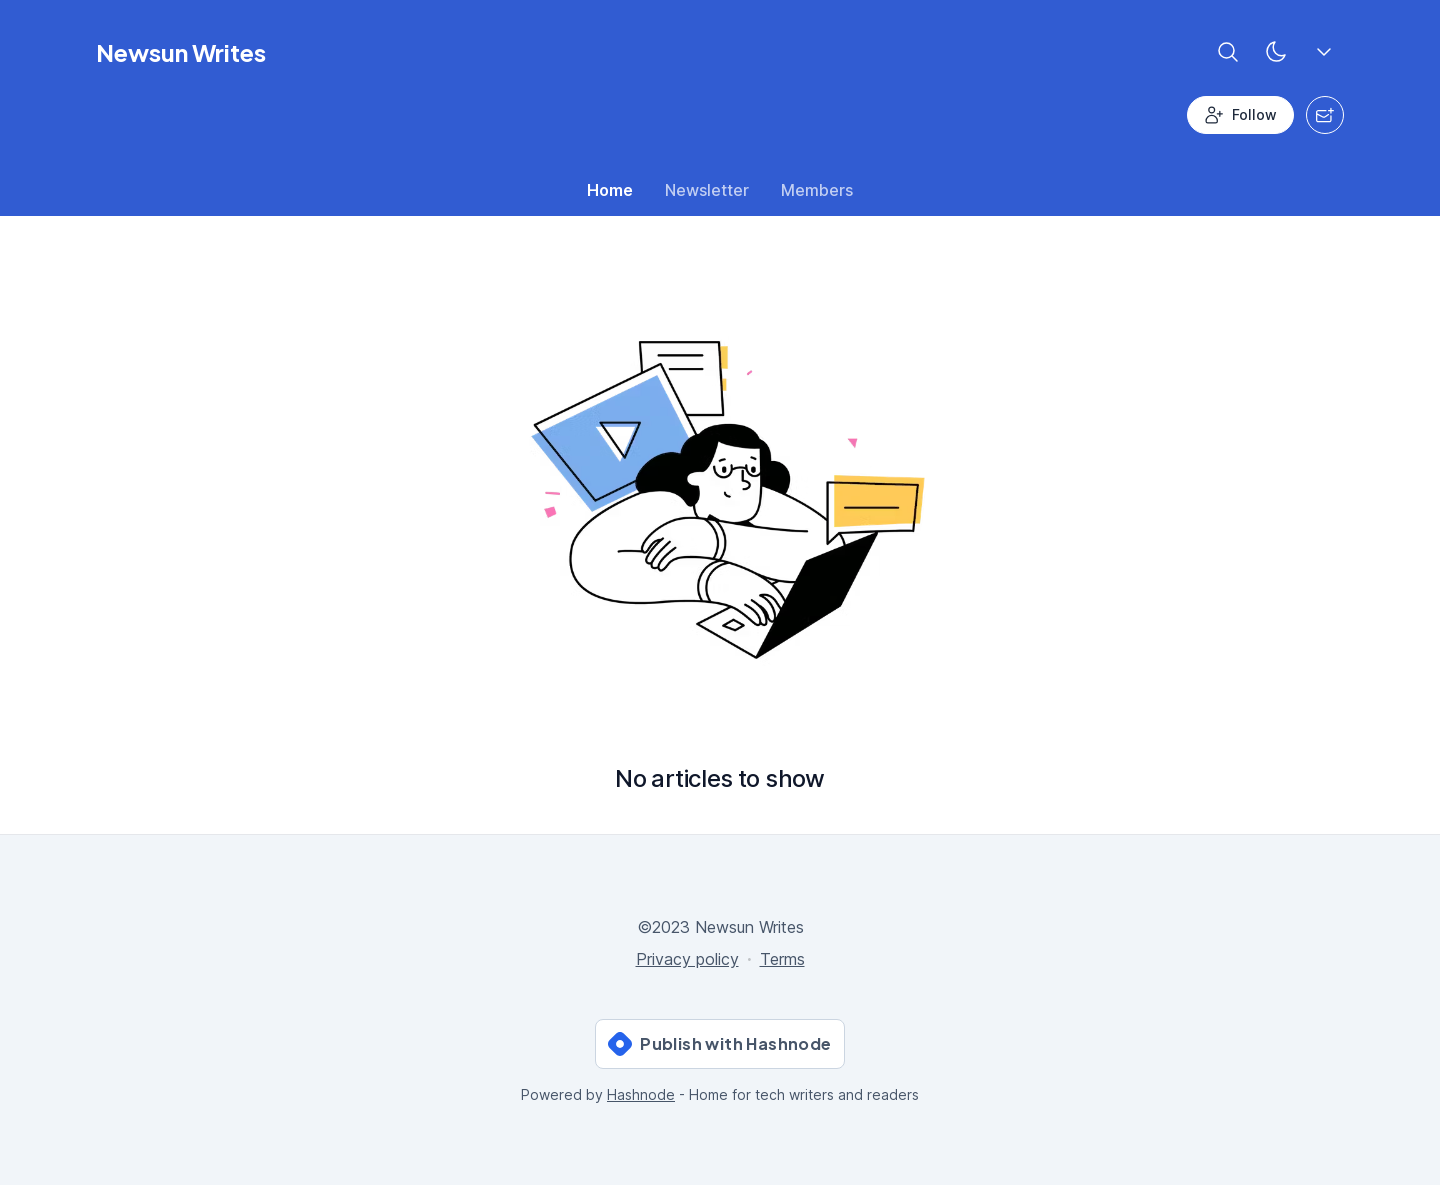 Newsun Writes
Follow
Home Newsletter Members
No articles to show
©2023 Newsun Writes
Privacy policy · Terms
Publish with Hashnode
Powered by Hashnode - Home for tech writers and readers